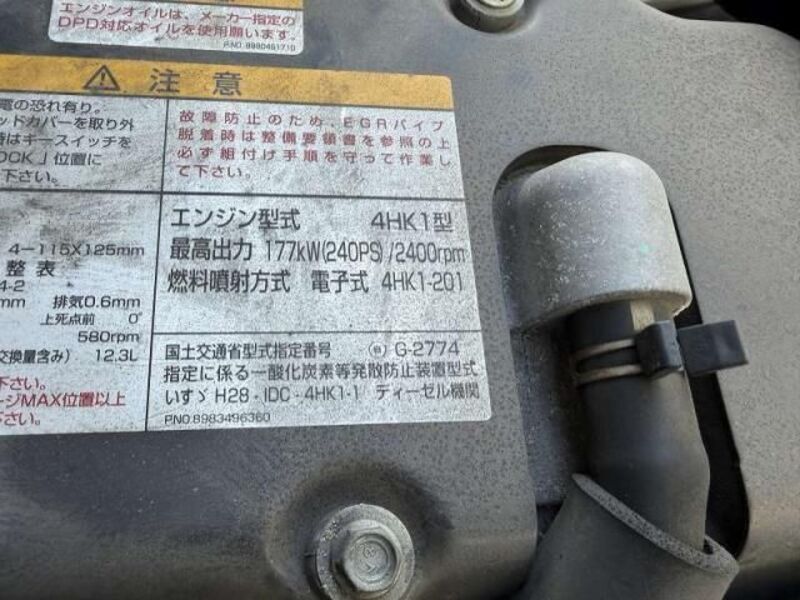 エンジンオイルは、メーカー指定の
DPD対応オイルを使用願います。
P.NO.8980451710
⚠ 注意
電の恐れ有り。
ッドカバーを取り外
時はキースイッチを
OCK」位置に
下さい。
故障防止のため、EGRパイプ
脱着時は整備要領書を参照の上
必ず組付け手順を守って作業し
て下さい。
4-115X125mm
整表
4-2
mm 排気0.6mm
上死点前 0°
580rpm
交換量含み) 12.3L
下さい。
ージMAX位置以上
さい。
エンジン型式 4HK1型
最高出力 177kW(240PS)/2400rpm
燃料噴射方式 電子式 4HK1-201
国土交通省型式指定番号 G-2774
指定に係る一酸化炭素等発散防止装置型式
いすゞ H28・IDC・4HK1-1 ディーゼル機関
P.NO.8983496360